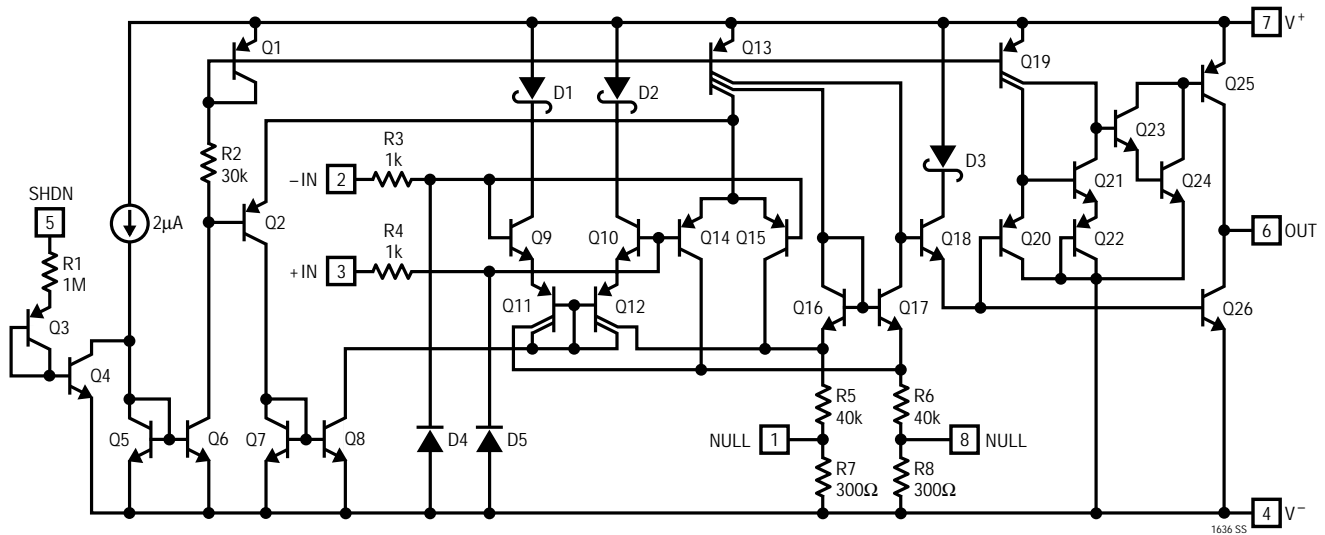 7 V+
Q1
Q13
Q19
Q25
D1
D2
Q23
R2
30k
R3
1k
D3
–IN 2
Q21
Q24
SHDN
5
2µA
Q2
Q9
Q10
Q14
Q15
Q18
Q20
Q22
6 OUT
R4
1k
+IN 3
R1
1M
Q11
Q12
Q16
Q17
Q26
Q3
Q4
R5
40k
R6
40k
Q5
Q6
Q7
Q8
D4
D5
NULL 1
8 NULL
R7
300Ω
R8
300Ω
4 V–
1636 SS